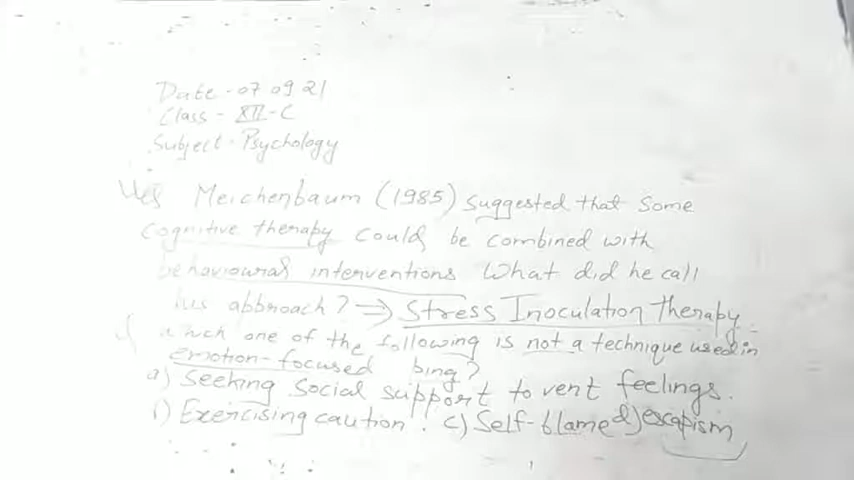 Date - 07 09 21
Class - XII - C
Subject - Psychology
Meichenbaum (1985) suggested that some
cognitive therapy could be combined with
behavioural interventions What did he call
his approach? => Stress Inoculation Therapy
which one of the following is not a technique used in
emotion-focused
a) Seeking Social support to vent feelings.
Exercising caution. c) Self-blame d) escapism